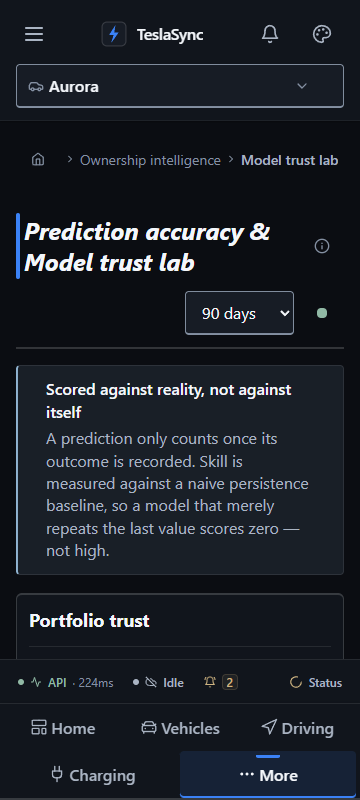 TeslaSync
Aurora
Ownership intelligence
Model trust lab
Prediction accuracy &
Model trust lab
90 days
Scored against reality, not against
itself
A prediction only counts once its
outcome is recorded. Skill is
measured against a naive persistence
baseline, so a model that merely
repeats the last value scores zero —
not high.
Portfolio trust
API · 224ms
Idle
2
Status
Home
Vehicles
Driving
Charging
More